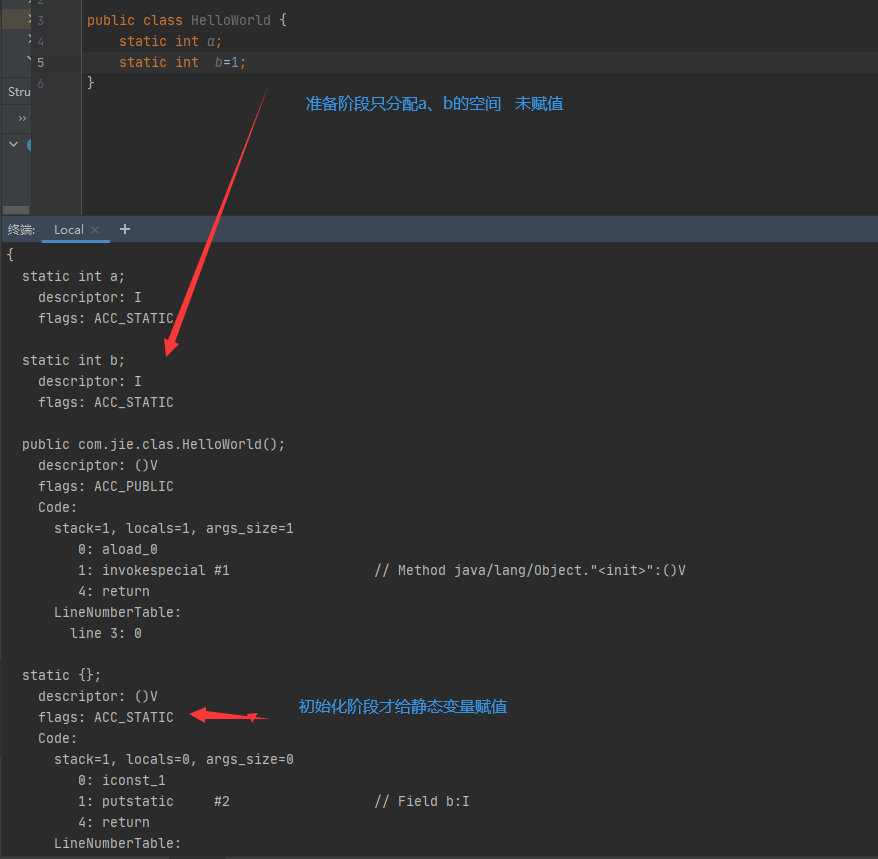 2
3 public class HelloWorld {
4 static int a;
5 static int  b=1;
6 }
准备阶段只分配a、b的空间   未赋值
Stru
»
终端: Local × +
{
  static int a;
    descriptor: I
    flags: ACC_STATIC

  static int b;
    descriptor: I
    flags: ACC_STATIC

  public com.jie.clas.HelloWorld();
    descriptor: ()V
    flags: ACC_PUBLIC
    Code:
      stack=1, locals=1, args_size=1
         0: aload_0
         1: invokespecial #1                  // Method java/lang/Object."<init>":()V
         4: return
      LineNumberTable:
        line 3: 0

  static {};
    descriptor: ()V
初始化阶段才给静态变量赋值
    flags: ACC_STATIC
    Code:
      stack=1, locals=0, args_size=0
         0: iconst_1
         1: putstatic     #2                  // Field b:I
         4: return
      LineNumberTable: